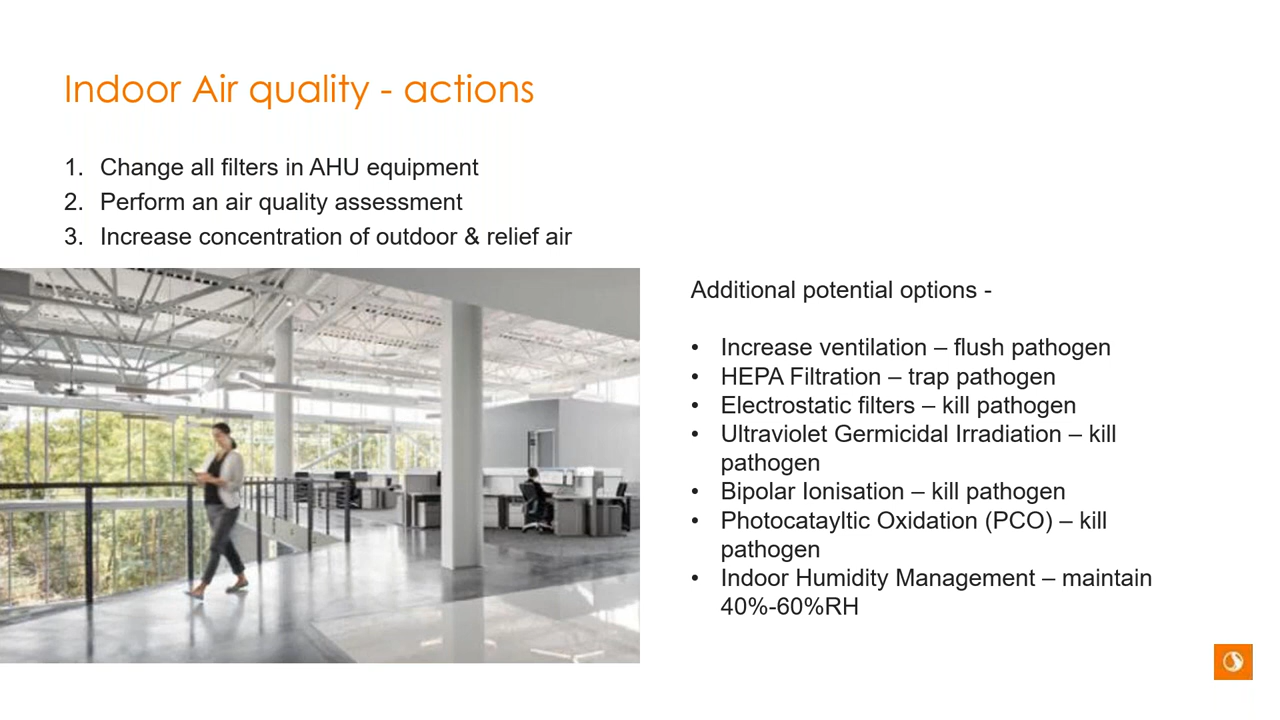 Indoor Air quality - actions
1. Change all filters in AHU equipment
2. Perform an air quality assessment
3. Increase concentration of outdoor & relief air
Additional potential options -
• Increase ventilation – flush pathogen
• HEPA Filtration – trap pathogen
• Electrostatic filters – kill pathogen
• Ultraviolet Germicidal Irradiation – kill
pathogen
• Bipolar Ionisation – kill pathogen
• Photocatayltic Oxidation (PCO) – kill
pathogen
• Indoor Humidity Management – maintain
40%-60%RH